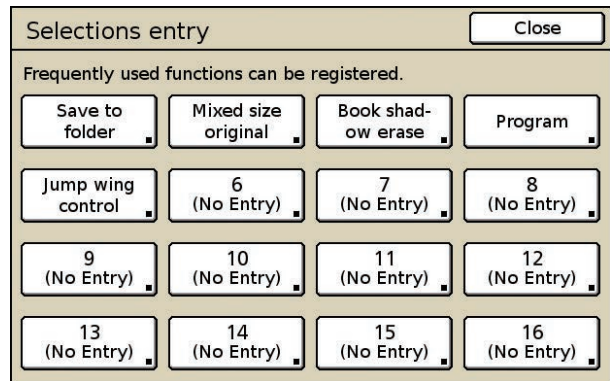 Selections entry
Close
Frequently used functions can be registered.
Save to
folder
Mixed size
original
Book shad-
ow erase
Program
Jump wing
control
6
(No Entry)
7
(No Entry)
8
(No Entry)
9
(No Entry)
10
(No Entry)
11
(No Entry)
12
(No Entry)
13
(No Entry)
14
(No Entry)
15
(No Entry)
16
(No Entry)